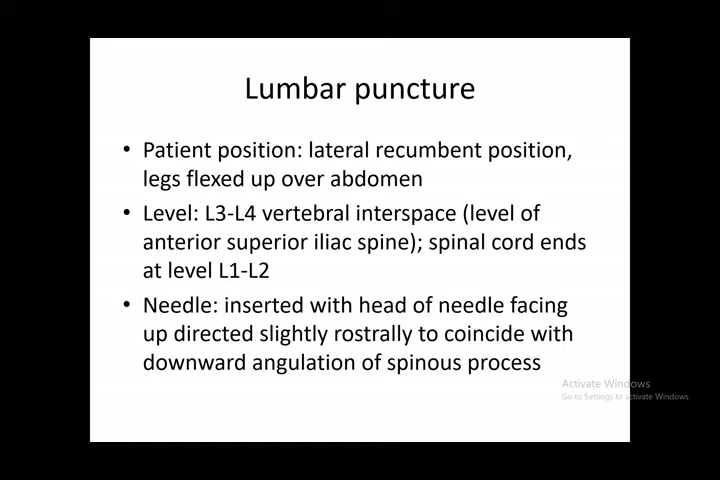 Lumbar puncture
• Patient position: lateral recumbent position,
legs flexed up over abdomen
• Level: L3-L4 vertebral interspace (level of
anterior superior iliac spine); spinal cord ends
at level L1-L2
• Needle: inserted with head of needle facing
up directed slightly rostrally to coincide with
downward angulation of spinous process
Activate Windows
Go to Settings to activate Windows.